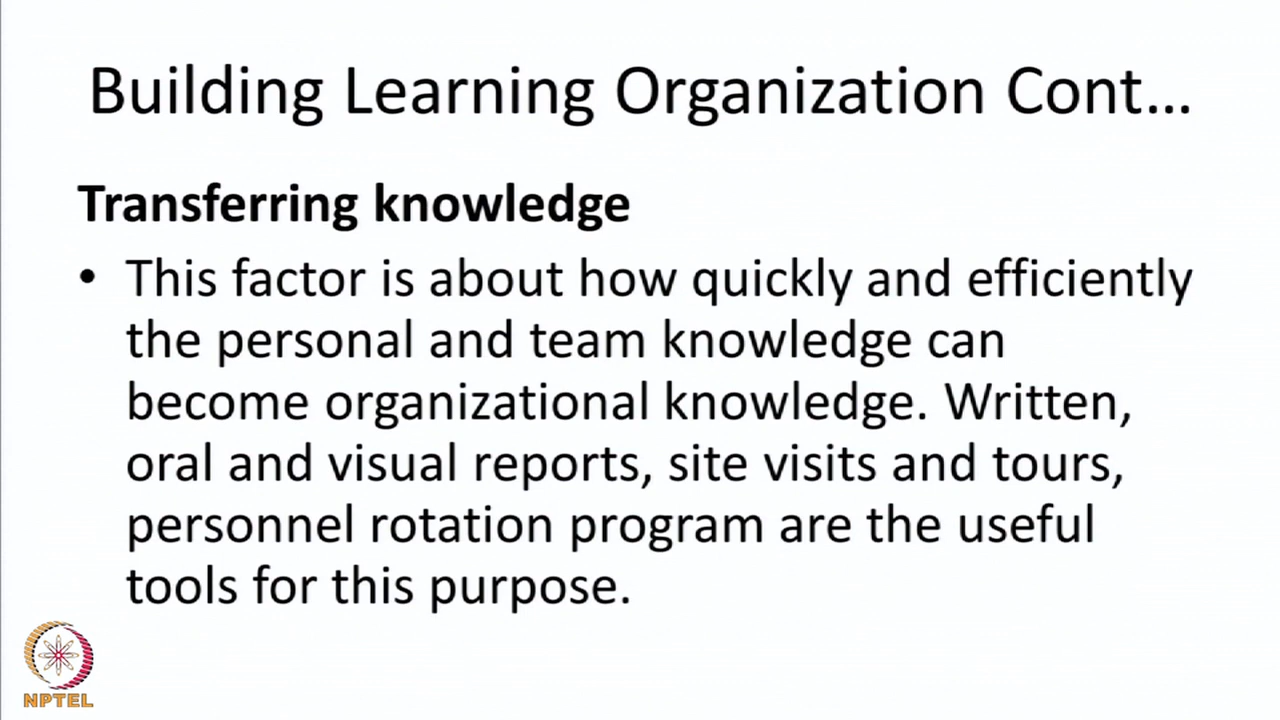 Building Learning Organization Cont...
Transferring knowledge
• This factor is about how quickly and efficiently
the personal and team knowledge can
become organizational knowledge. Written,
oral and visual reports, site visits and tours,
personnel rotation program are the useful
tools for this purpose.
NPTEL